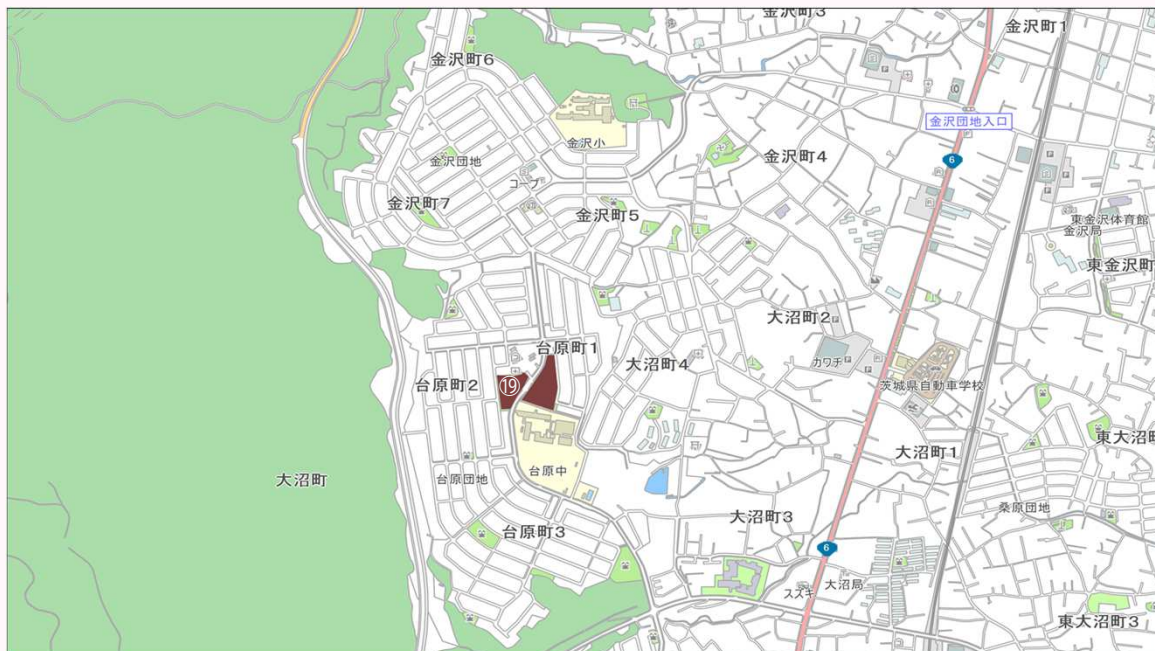 金沢町3
金沢町1
金沢町6
金沢団地入口
金沢小
金沢町4
6
金沢団地
コープ
金沢町7
金沢町5
東金沢体育館
金沢局
東金沢町
大沼町2
台原町1
大沼町4
カワチ
台原町2
⑲
茨城県自動車学校
東大沼町
大沼町1
台原中
大沼町
台原団地
桑原団地
大沼町3
台原町3
6
大沼局
スズキ
東大沼町3